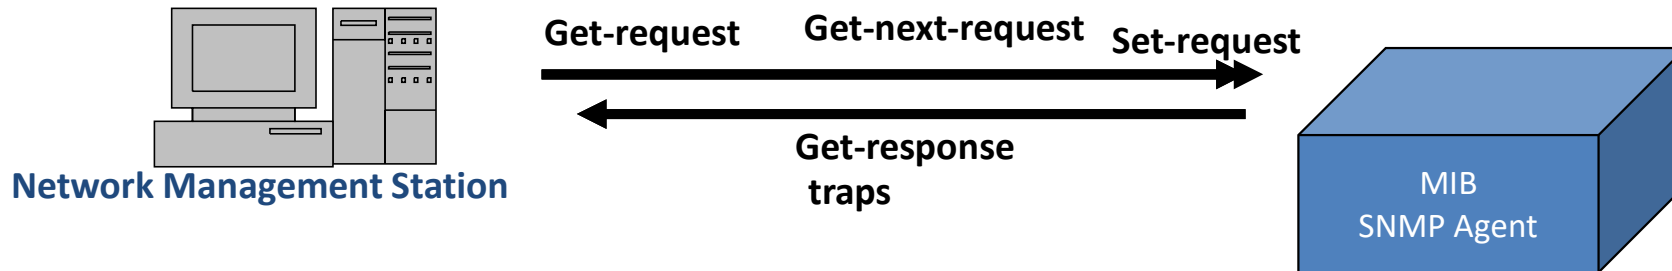 Get-request
Get-next-request
Set-request
Get-response
traps
Network Management Station
MIB
SNMP Agent